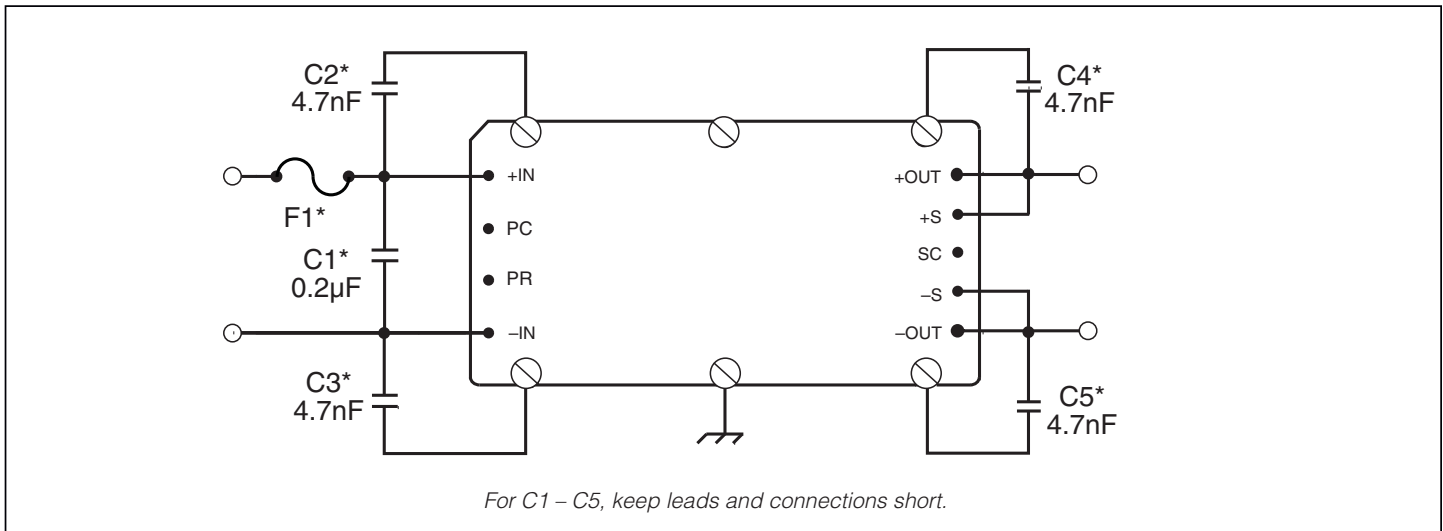 C2*
4.7nF
C4*
4.7nF
+IN
+OUT
F1*
+S
PC
C1*
0.2µF
SC
PR
–S
–IN
–OUT
C3*
4.7nF
C5*
4.7nF
For C1 – C5, keep leads and connections short.